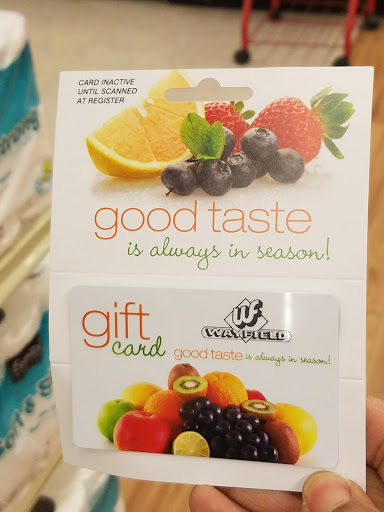 CARD INACTIVE
UNTIL SCANNED
AT REGISTER
good taste
is always in season!
gift
card
WF
WAYFIELD
good taste is always in season!